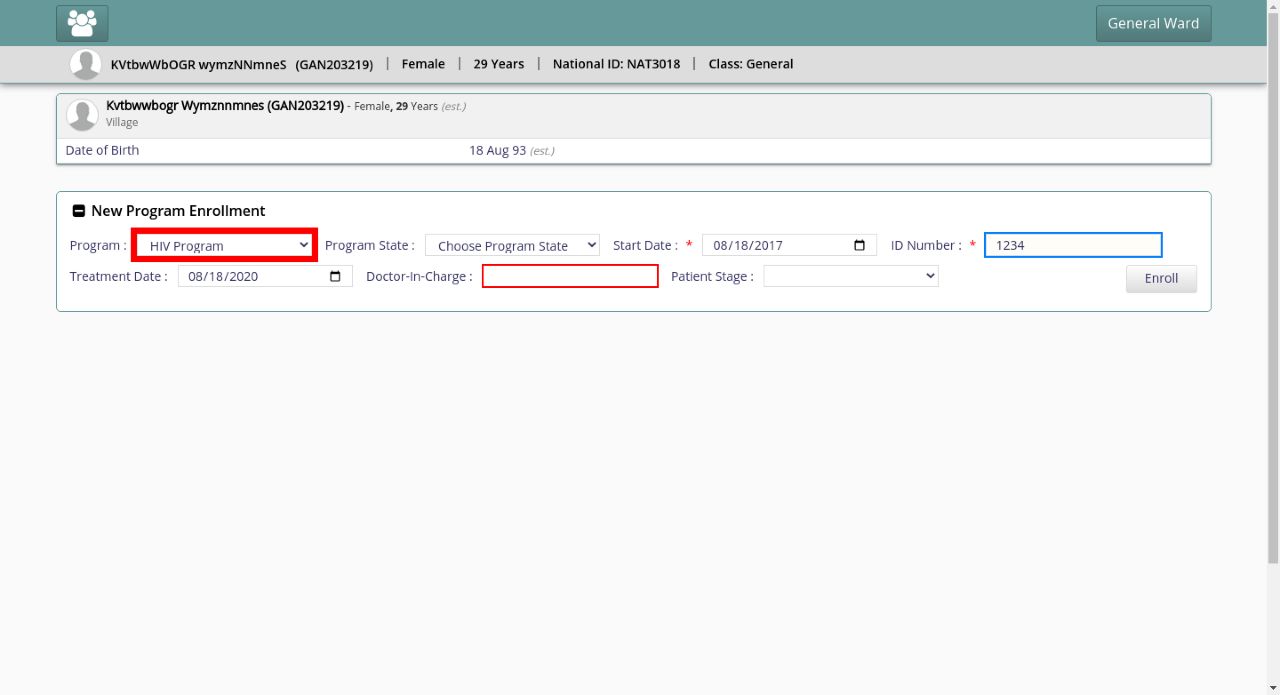 General Ward
KVtbwWbOGR wymzNNmneS (GAN203219) | Female | 29 Years | National ID: NAT3018 | Class: General
Kvtbwwbogr Wymznnmnes (GAN203219) - Female, 29 Years (est.)
Village
Date of Birth 18 Aug 93 (est.)
New Program Enrollment
Program : HIV Program Program State : Choose Program State Start Date : * 08/18/2017 ID Number : * 1234
Treatment Date : 08/18/2020 Doctor-In-Charge : Patient Stage : Enroll